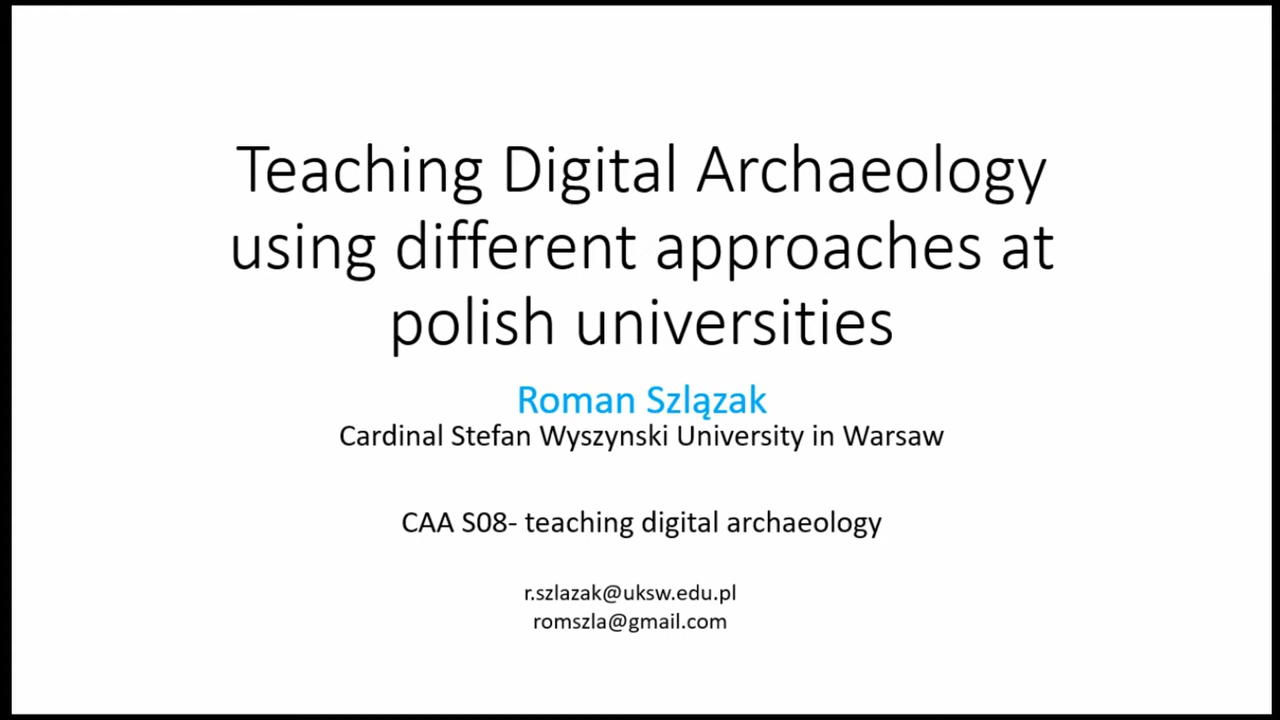 Teaching Digital Archaeology
using different approaches at
polish universities
Roman Szlązak
Cardinal Stefan Wyszynski University in Warsaw
CAA S08- teaching digital archaeology
r.szlazak@uksw.edu.pl
romszla@gmail.com